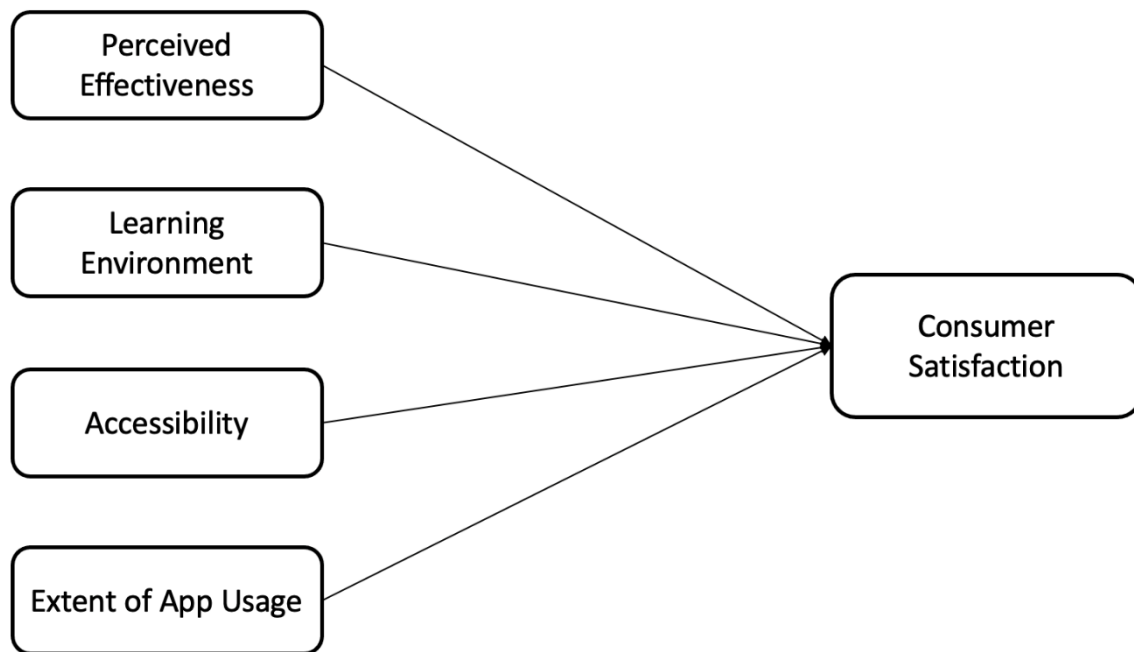 Perceived
Effectiveness
Learning
Environment
Accessibility
Extent of App Usage
Consumer
Satisfaction